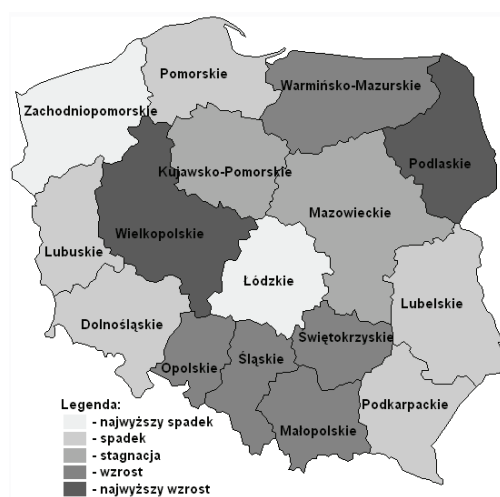 Pomorskie
Warmińsko-Mazurskie
Zachodniopomorskie
Podlaskie
Kujawsko-Pomorskie
Mazowieckie
Wielkopolskie
Lubuskie
Łódzkie
Lubelskie
Dolnośląskie
Świętokrzyskie
Opolskie
Śląskie
Podkarpackie
Małopolskie
Legenda:
- najwyższy spadek
- spadek
- stagnacja
- wzrost
- najwyższy wzrost